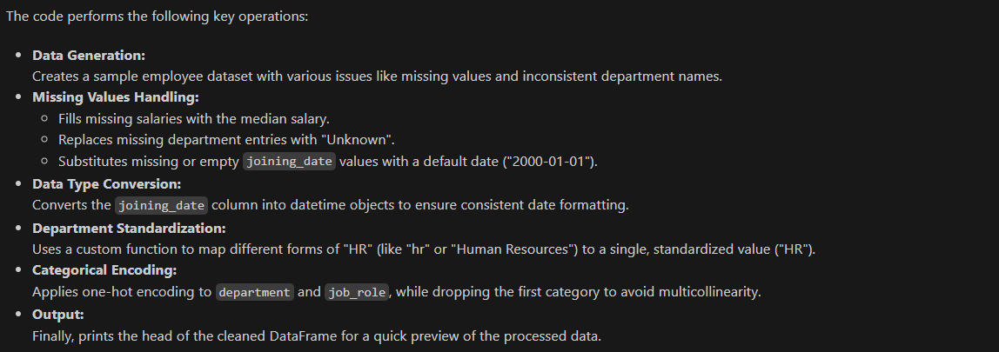 The code performs the following key operations:
• Data Generation:
Creates a sample employee dataset with various issues like missing values and inconsistent department names.
• Missing Values Handling:
◦ Fills missing salaries with the median salary.
◦ Replaces missing department entries with "Unknown".
◦ Substitutes missing or empty joining_date values with a default date ("2000-01-01").
• Data Type Conversion:
Converts the joining_date column into datetime objects to ensure consistent date formatting.
• Department Standardization:
Uses a custom function to map different forms of "HR" (like "hr" or "Human Resources") to a single, standardized value ("HR").
• Categorical Encoding:
Applies one-hot encoding to department and job_role, while dropping the first category to avoid multicollinearity.
• Output:
Finally, prints the head of the cleaned DataFrame for a quick preview of the processed data.